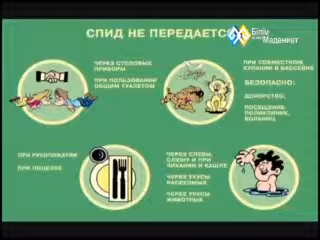 Білім
Мәдениет
СПИД НЕ ПЕРЕДАЕТСЯ
ЧЕРЕЗ СТОЛОВЫЕ
ПРИБОРЫ
ПРИ ПОЛЬЗОВАНИИ
ОБЩИМ ТУАЛЕТОМ
ПРИ СОВМЕСТНОМ
КУПАНИИ В БАССЕЙНЕ
БЕЗОПАСНО:
ДОНОРСТВО;
ПОСЕЩЕНИЕ
ПОЛИКЛИНИК,
БОЛЬНИЦ
ПРИ РУКОПОЖАТИИ
ПРИ ПОЦЕЛУЕ
ЧЕРЕЗ СЛЕЗЫ,
СЛЮНУ И ПРИ
ЧИХАНИИ И КАШЛЕ
ЧЕРЕЗ УКУСЫ
НАСЕКОМЫХ
ЧЕРЕЗ УКУСЫ
ЖИВОТНЫХ